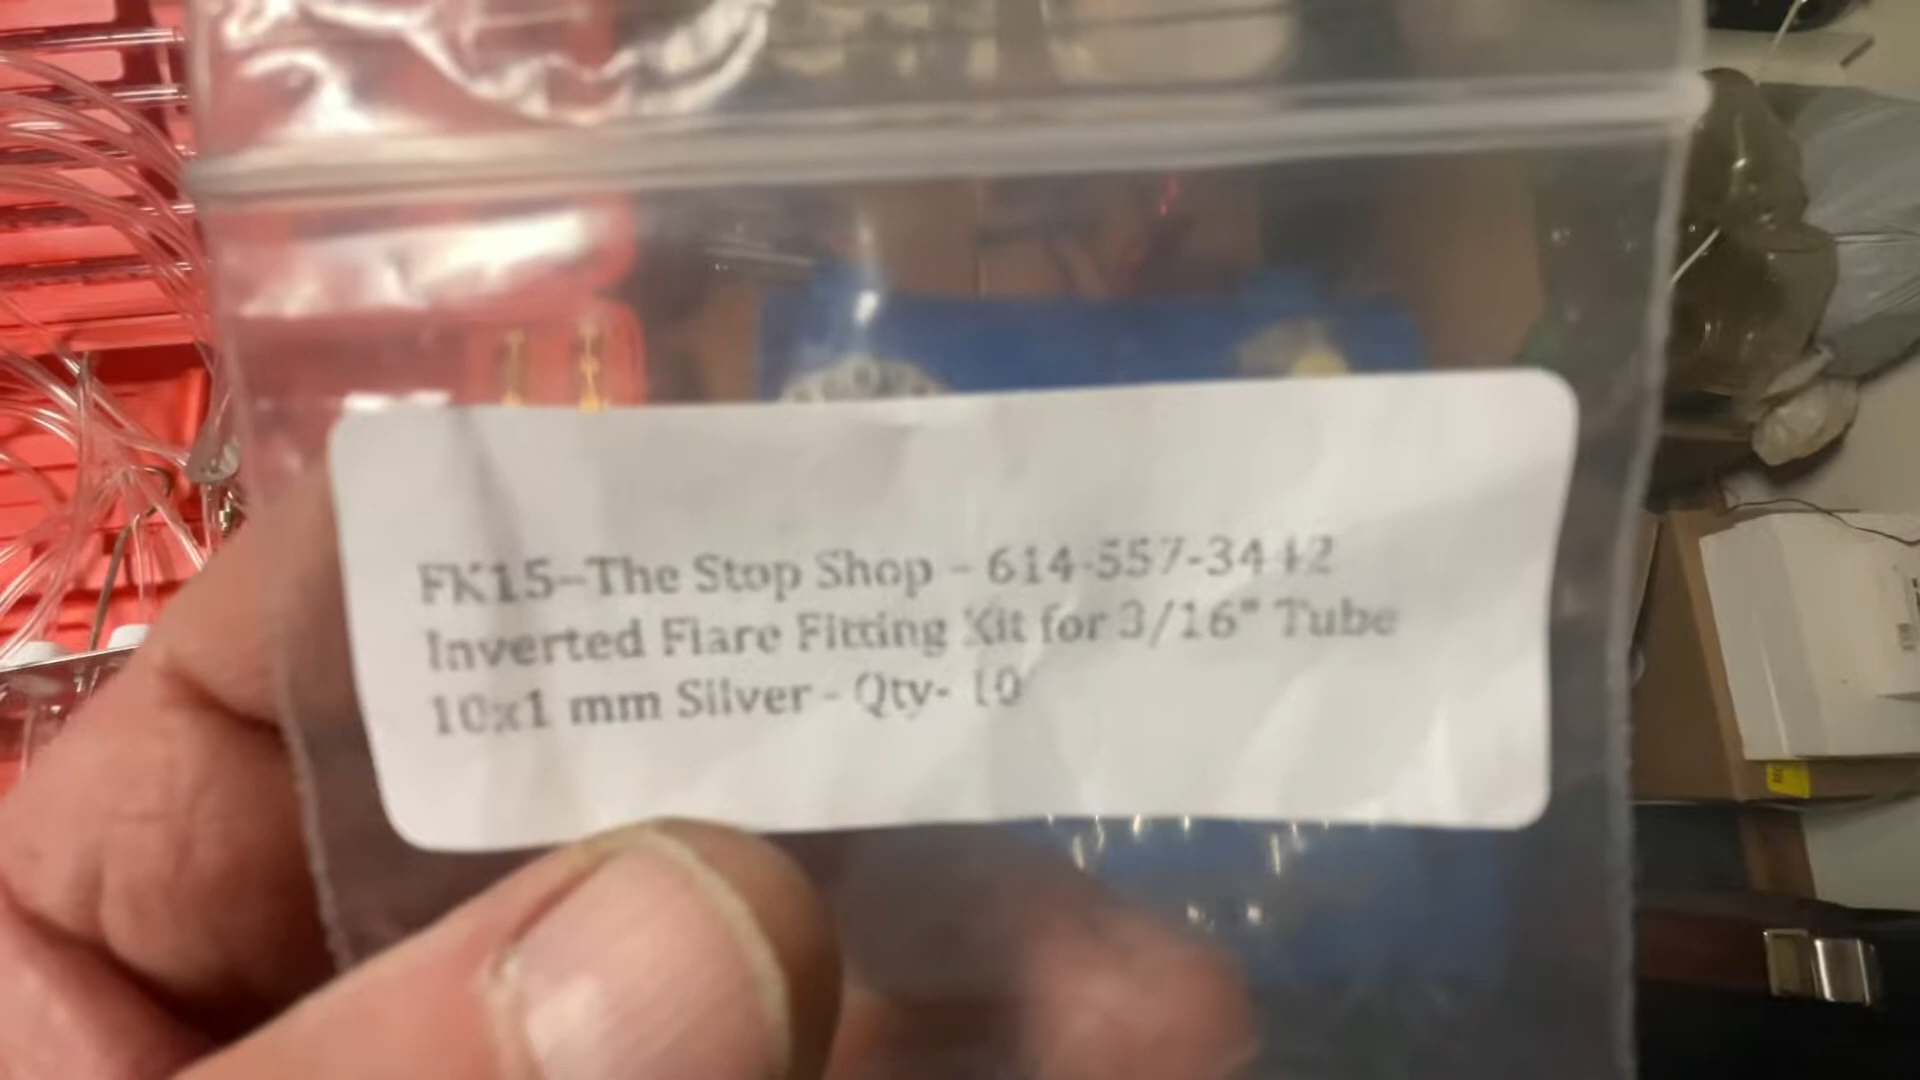 FK15–The Stop Shop – 614-557-3442
Inverted Flare Fitting Kit for 3/16" Tube
10x1 mm Silver - Qty- 10